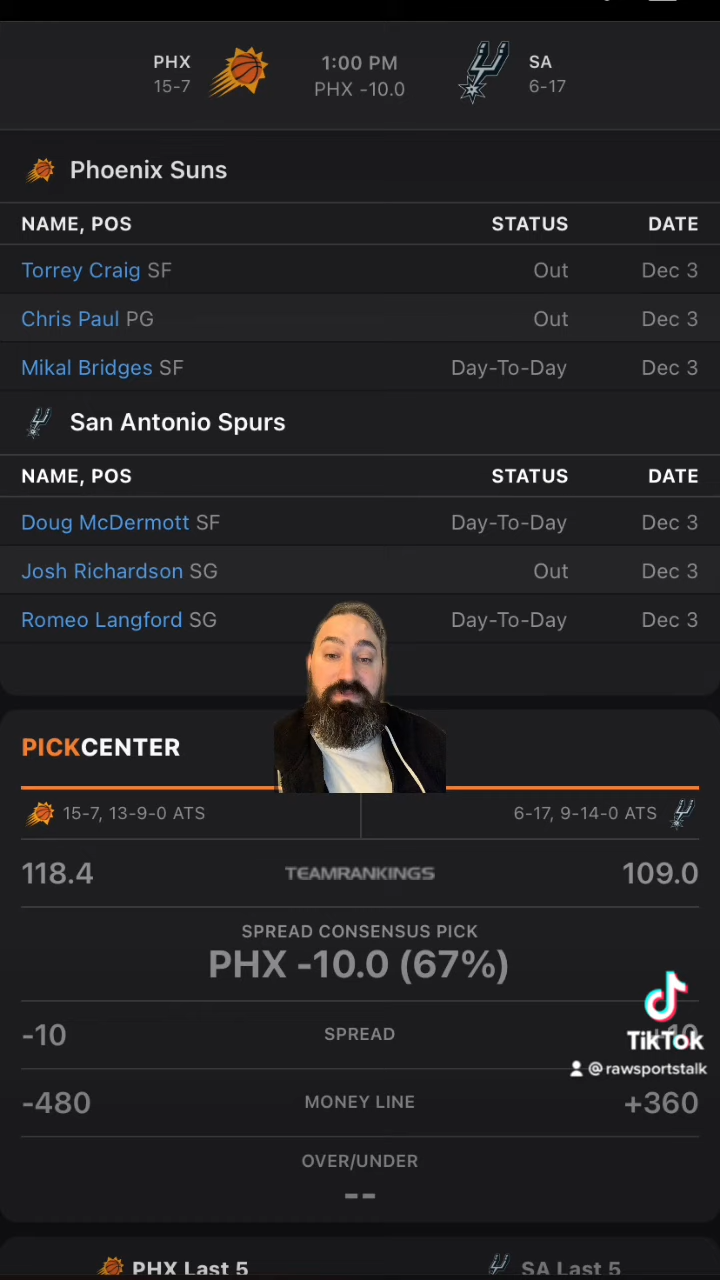 PHX
15-7
1:00 PM
PHX -10.0
SA
6-17
Phoenix Suns
NAME, POS STATUS DATE
Torrey Craig SF Out Dec 3
Chris Paul PG Out Dec 3
Mikal Bridges SF Day-To-Day Dec 3
San Antonio Spurs
NAME, POS STATUS DATE
Doug McDermott SF Day-To-Day Dec 3
Josh Richardson SG Out Dec 3
Romeo Langford SG Day-To-Day Dec 3
PICKCENTER
15-7, 13-9-0 ATS 6-17, 9-14-0 ATS
118.4 TEAMRANKINGS 109.0
SPREAD CONSENSUS PICK
PHX -10.0 (67%)
-10 SPREAD +10
TikTok
@rawsportstalk
-480 MONEY LINE +360
OVER/UNDER
--
PHX Last 5 SA Last 5